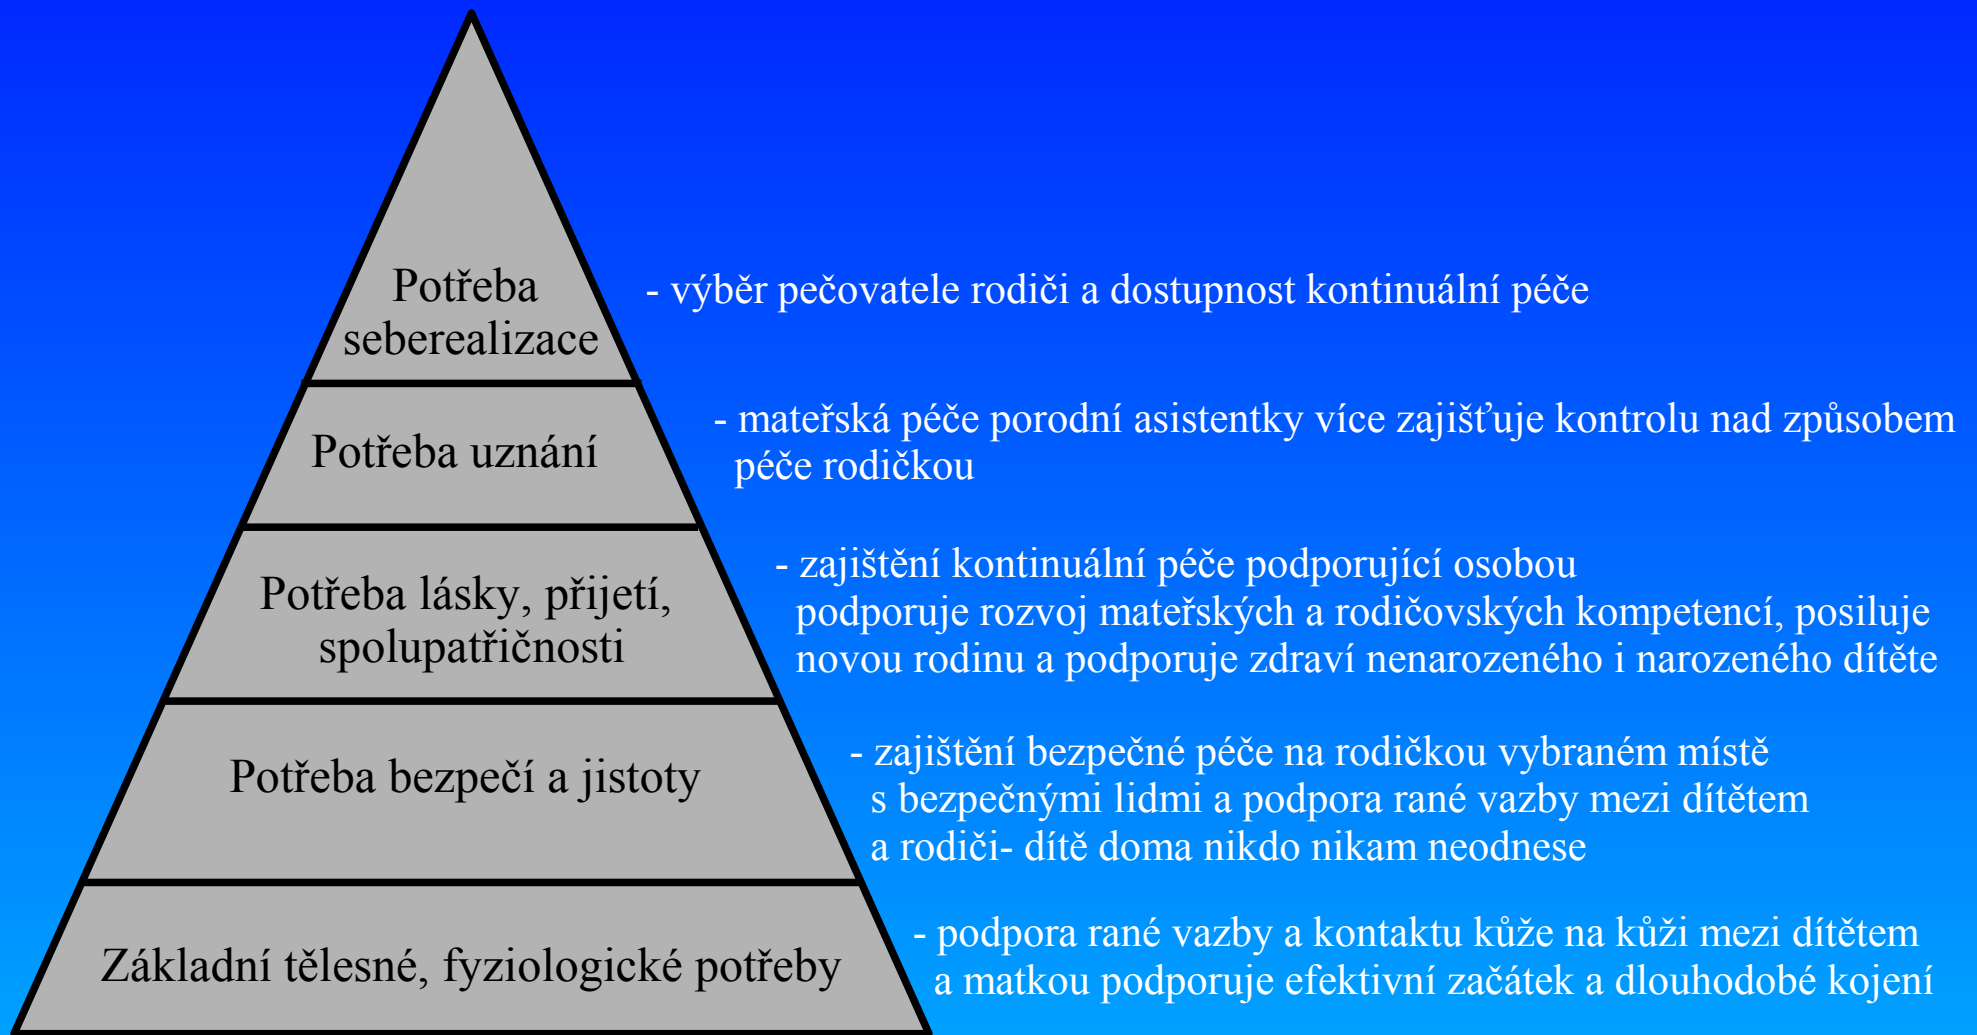 Potřeba
seberealizace
- výběr pečovatele rodiči a dostupnost kontinuální péče
Potřeba uznání
- mateřská péče porodní asistentky více zajišťuje kontrolu nad způsobem
péče rodičkou
Potřeba lásky, přijetí,
spolupatřičnosti
- zajištění kontinuální péče podporující osobou
podporuje rozvoj mateřských a rodičovských kompetencí, posiluje
novou rodinu a podporuje zdraví nenarozeného i narozeného dítěte
Potřeba bezpečí a jistoty
- zajištění bezpečné péče na rodičkou vybraném místě
s bezpečnými lidmi a podpora rané vazby mezi dítětem
a rodiči- dítě doma nikdo nikam neodnese
Základní tělesné, fyziologické potřeby
- podpora rané vazby a kontaktu kůže na kůži mezi dítětem
a matkou podporuje efektivní začátek a dlouhodobé kojení